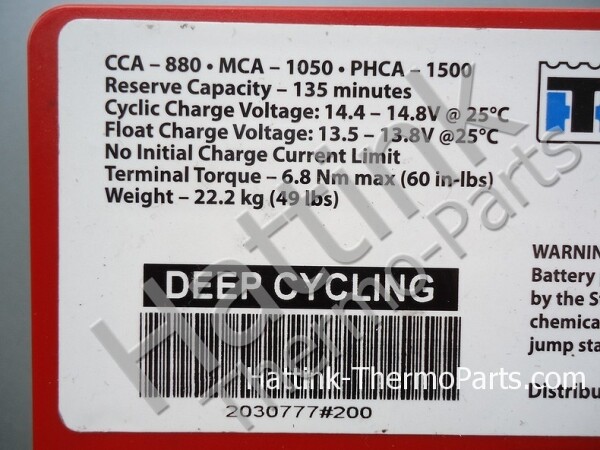 CCA – 880 • MCA – 1050 • PHCA – 1500
Reserve Capacity – 135 minutes
Cyclic Charge Voltage: 14.4 – 14.8V @ 25°C
Float Charge Voltage: 13.5 – 13.8V @25°C
No Initial Charge Current Limit
Terminal Torque – 6.8 Nm max (60 in-lbs)
Weight – 22.2 kg (49 lbs)
DEEP CYCLING
2030777#200
WARNIN
Battery
by the S
chemica
jump sta
Distribu
Hattink-ThermoParts.com
Hattink
Thermo-Parts